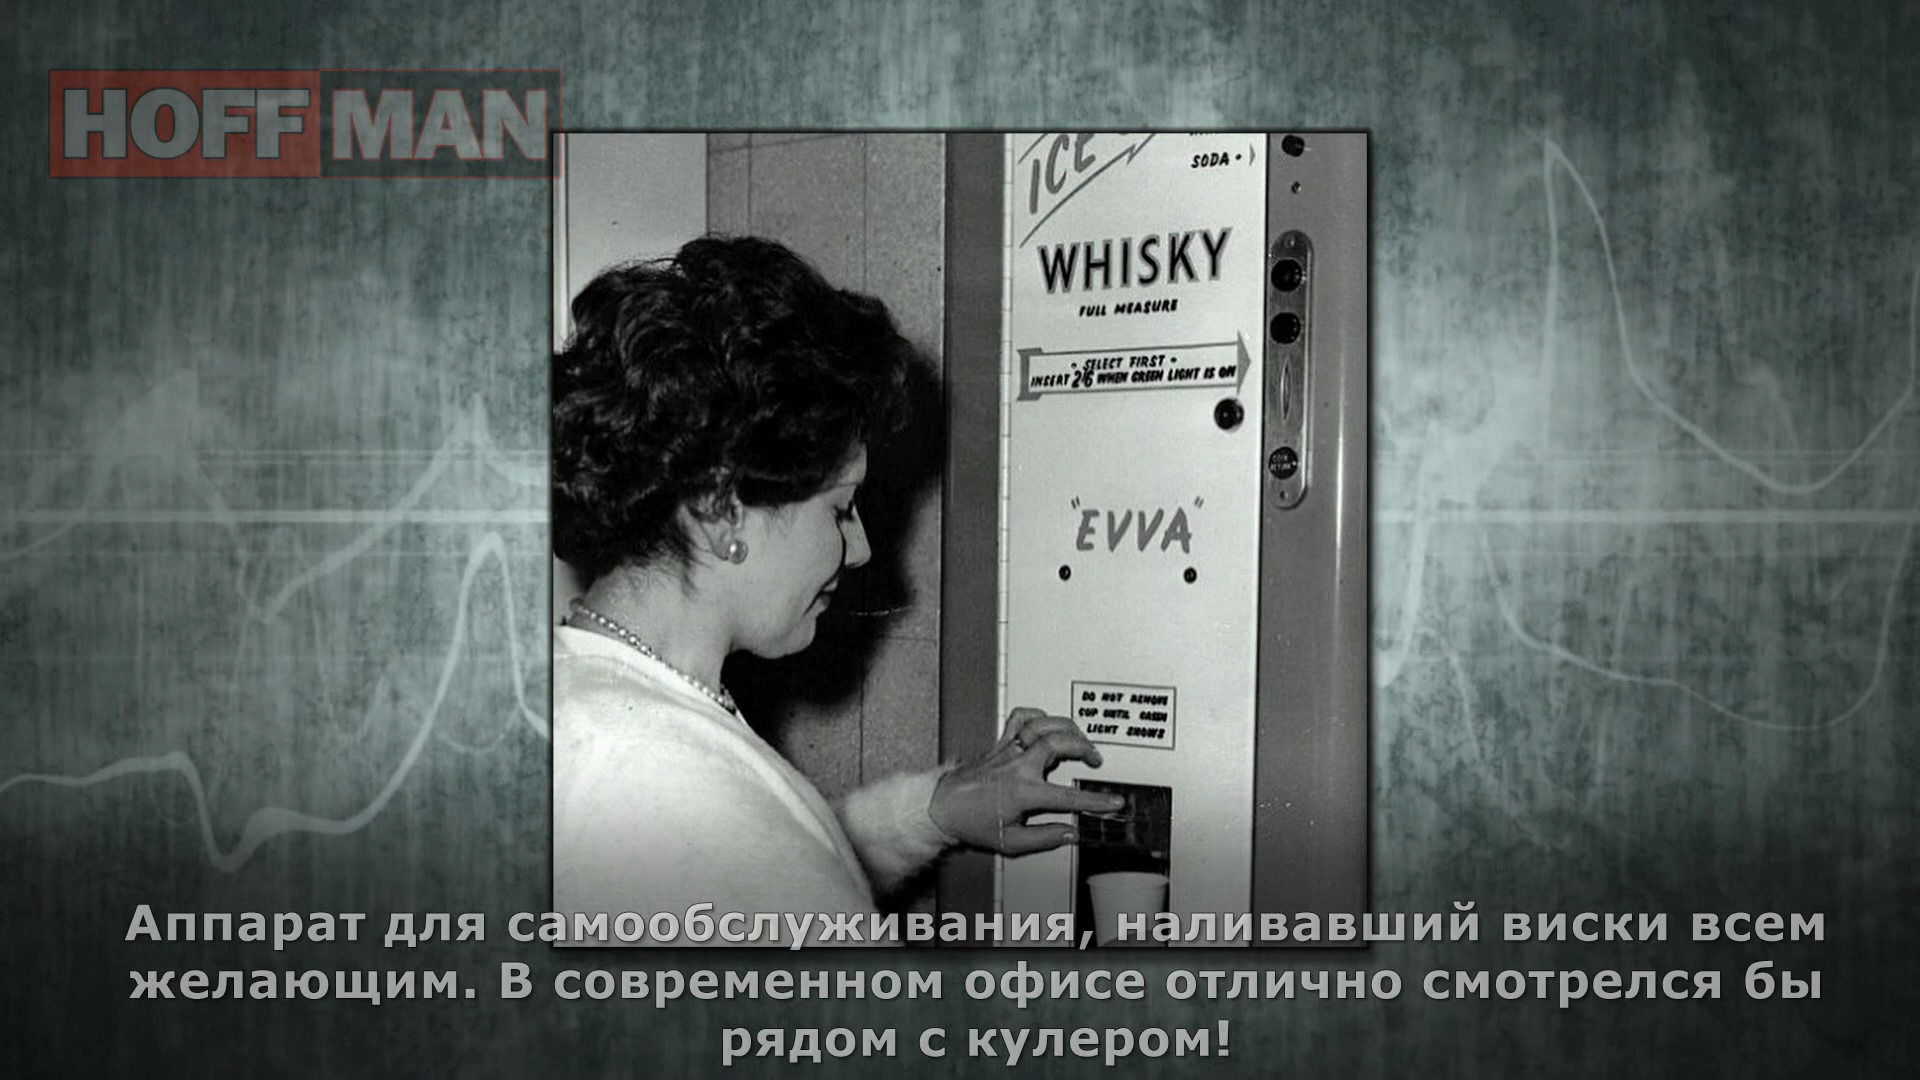 HOFFMAN
ICE
SODA
WHISKY
FULL MEASURE
SELECT FIRST
INSERT 2/6 WHEN GREEN LIGHT IS ON
COIN
RETURN
"EVVA"
DO NOT REMOVE
CUP UNTIL GREEN
LIGHT SHOWS
Аппарат для самообслуживания, наливавший виски всем
желающим. В современном офисе отлично смотрелся бы
рядом с кулером!